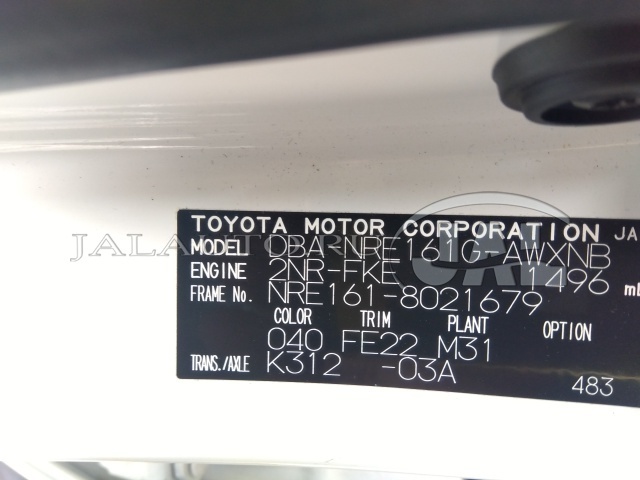 TOYOTA MOTOR CORPORATION JA
MODEL DBA-NRE161G-AWXNB
ENGINE 2NR-FKE 1496 m
FRAME No. NRE161-8021679
COLOR TRIM PLANT OPTION
040 FE22 M31
TRANS./AXLE K312 -03A
483